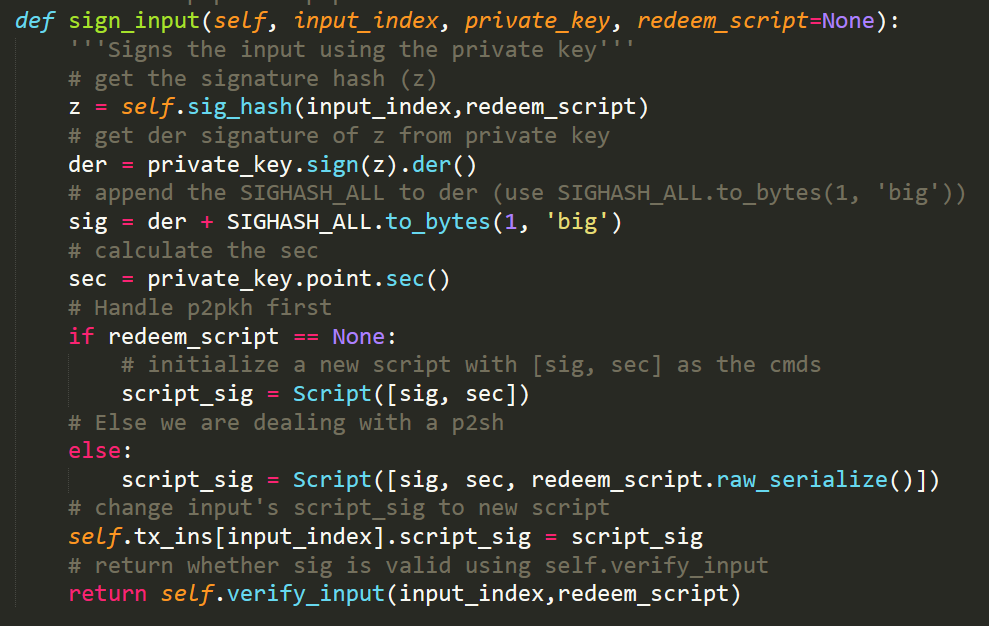 def sign_input(self, input_index, private_key, redeem_script=None):
'''Signs the input using the private key'''
# get the signature hash (z)
z = self.sig_hash(input_index,redeem_script)
# get der signature of z from private key
der = private_key.sign(z).der()
# append the SIGHASH_ALL to der (use SIGHASH_ALL.to_bytes(1, 'big'))
sig = der + SIGHASH_ALL.to_bytes(1, 'big')
# calculate the sec
sec = private_key.point.sec()
# Handle p2pkh first
if redeem_script == None:
# initialize a new script with [sig, sec] as the cmds
script_sig = Script([sig, sec])
# Else we are dealing with a p2sh
else:
script_sig = Script([sig, sec, redeem_script.raw_serialize()])
# change input's script_sig to new script
self.tx_ins[input_index].script_sig = script_sig
# return whether sig is valid using self.verify_input
return self.verify_input(input_index,redeem_script)